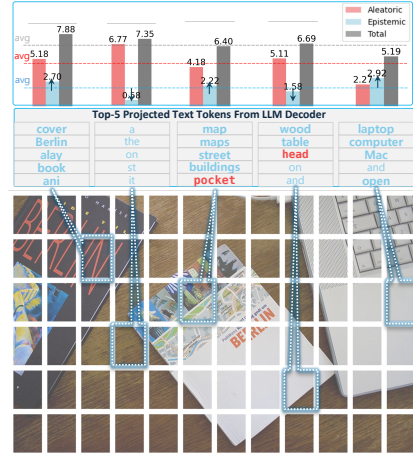 Aleatoric
Epistemic
Total
avg
avg
avg
5.18
2.70
7.88
6.77
0.58
7.35
4.18
2.22
6.40
5.11
1.58
6.69
2.27
2.92
5.19
Top-5 Projected Text Tokens From LLM Decoder
cover a map wood laptop
Berlin the maps table computer
alay on street head Mac
book st buildings on and
ani it pocket and open
BERLIN
BERLIN